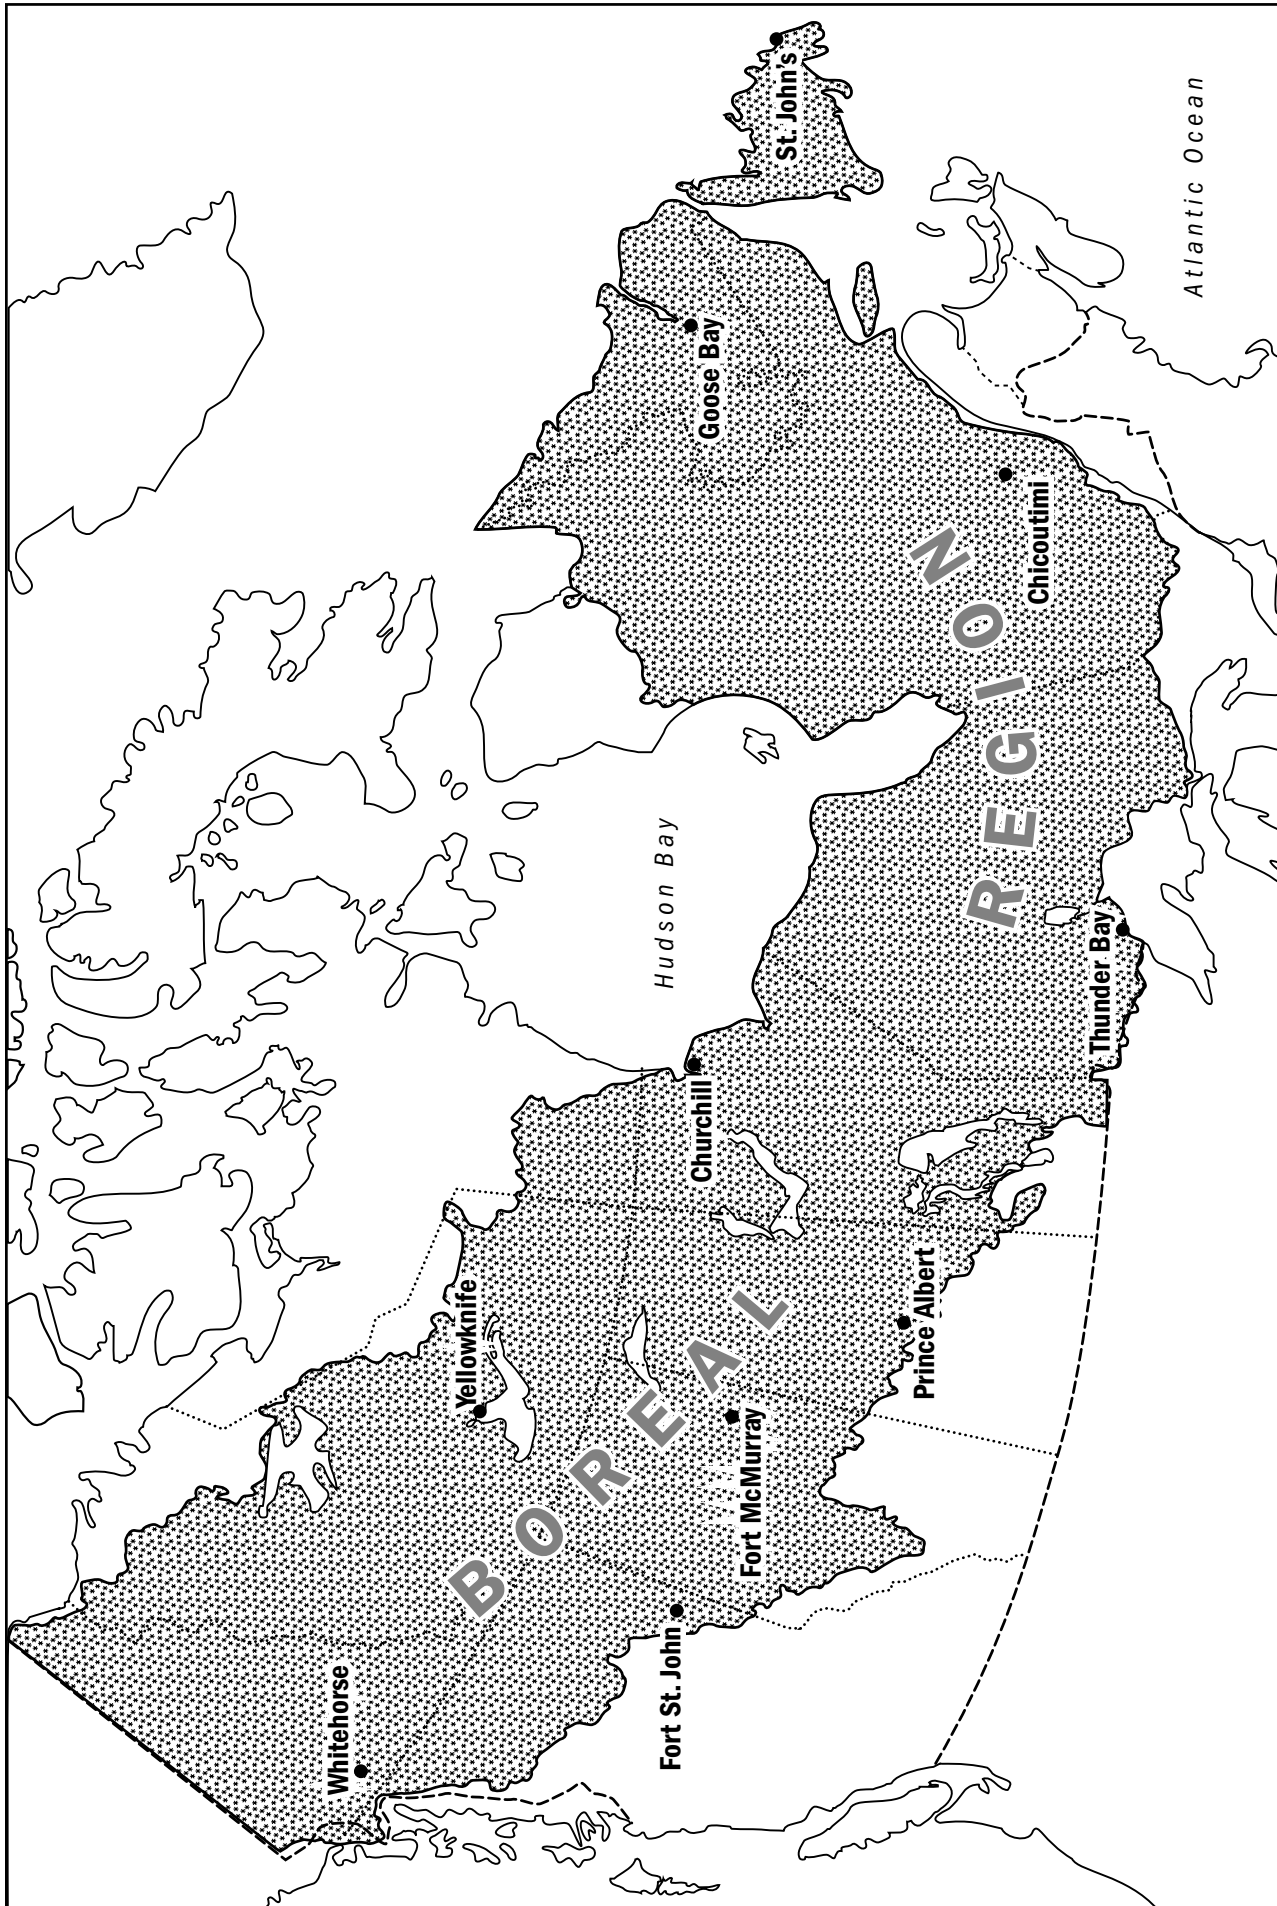 Whitehorse
Yellowknife
Fort St. John
Fort McMurray
Prince Albert
Churchill
Hudson Bay
BOREAL
REGION
Thunder Bay
Chicoutimi
Goose Bay
St. John's
Atlantic Ocean